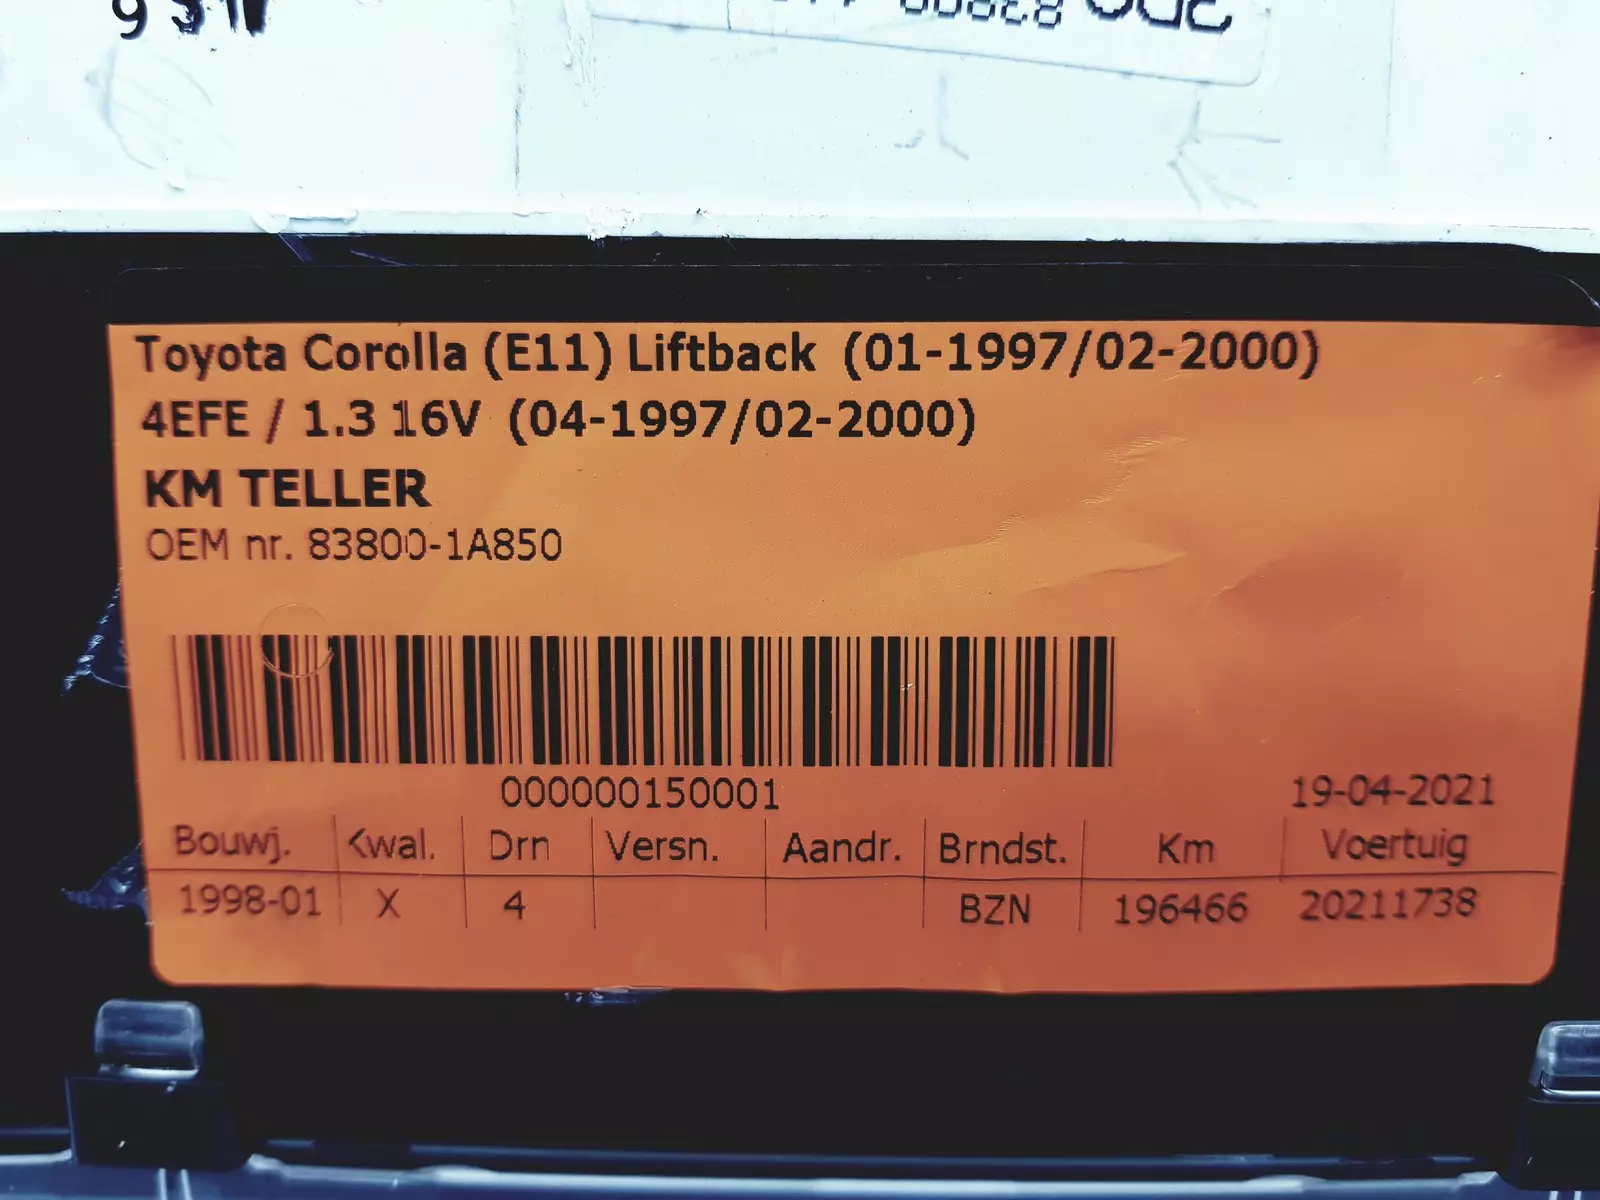 Toyota Corolla (E11) Liftback (01-1997/02-2000)
4EFE / 1.3 16V (04-1997/02-2000)
KM TELLER
OEM nr. 83800-1A850
000000150001
19-04-2021
Bouwj. Kwal. Drn Versn. Aandr. Brndst. Km Voertuig
1998-01 X 4 BZN 196466 20211738